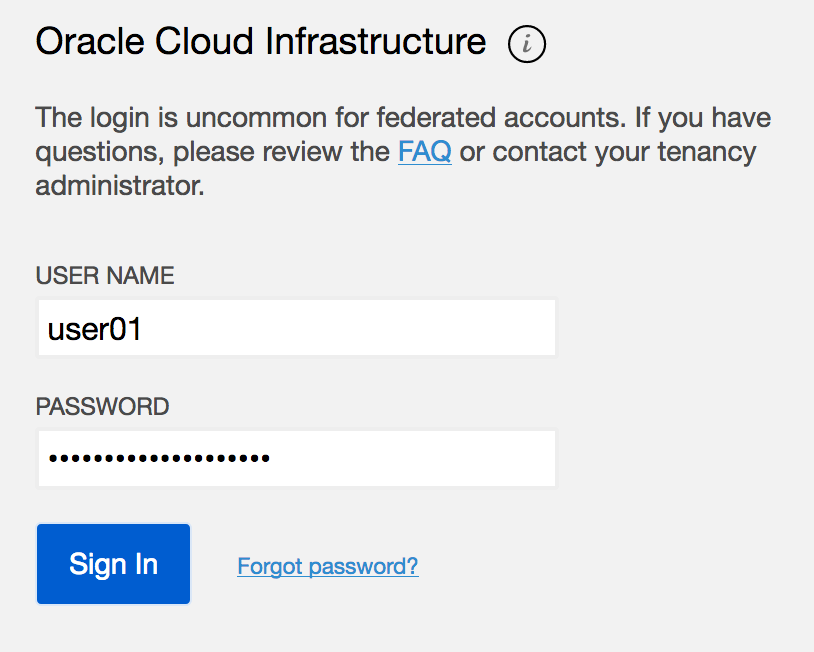 Oracle Cloud Infrastructure i
The login is uncommon for federated accounts. If you have
questions, please review the FAQ or contact your tenancy
administrator.
USER NAME
user01
PASSWORD
••••••••••••••••••••
Sign In
Forgot password?